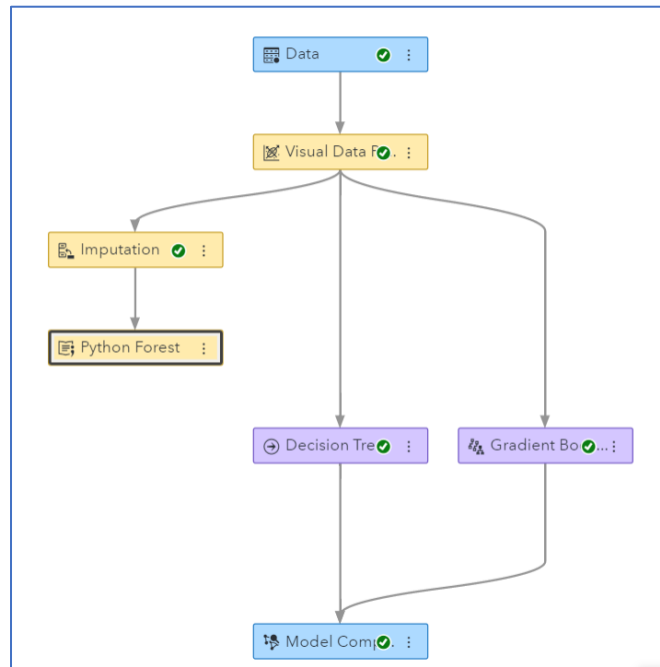 Data
Visual Data
Imputation
Python Forest
Decision Tre
Gradient Bo...
Model Comp.